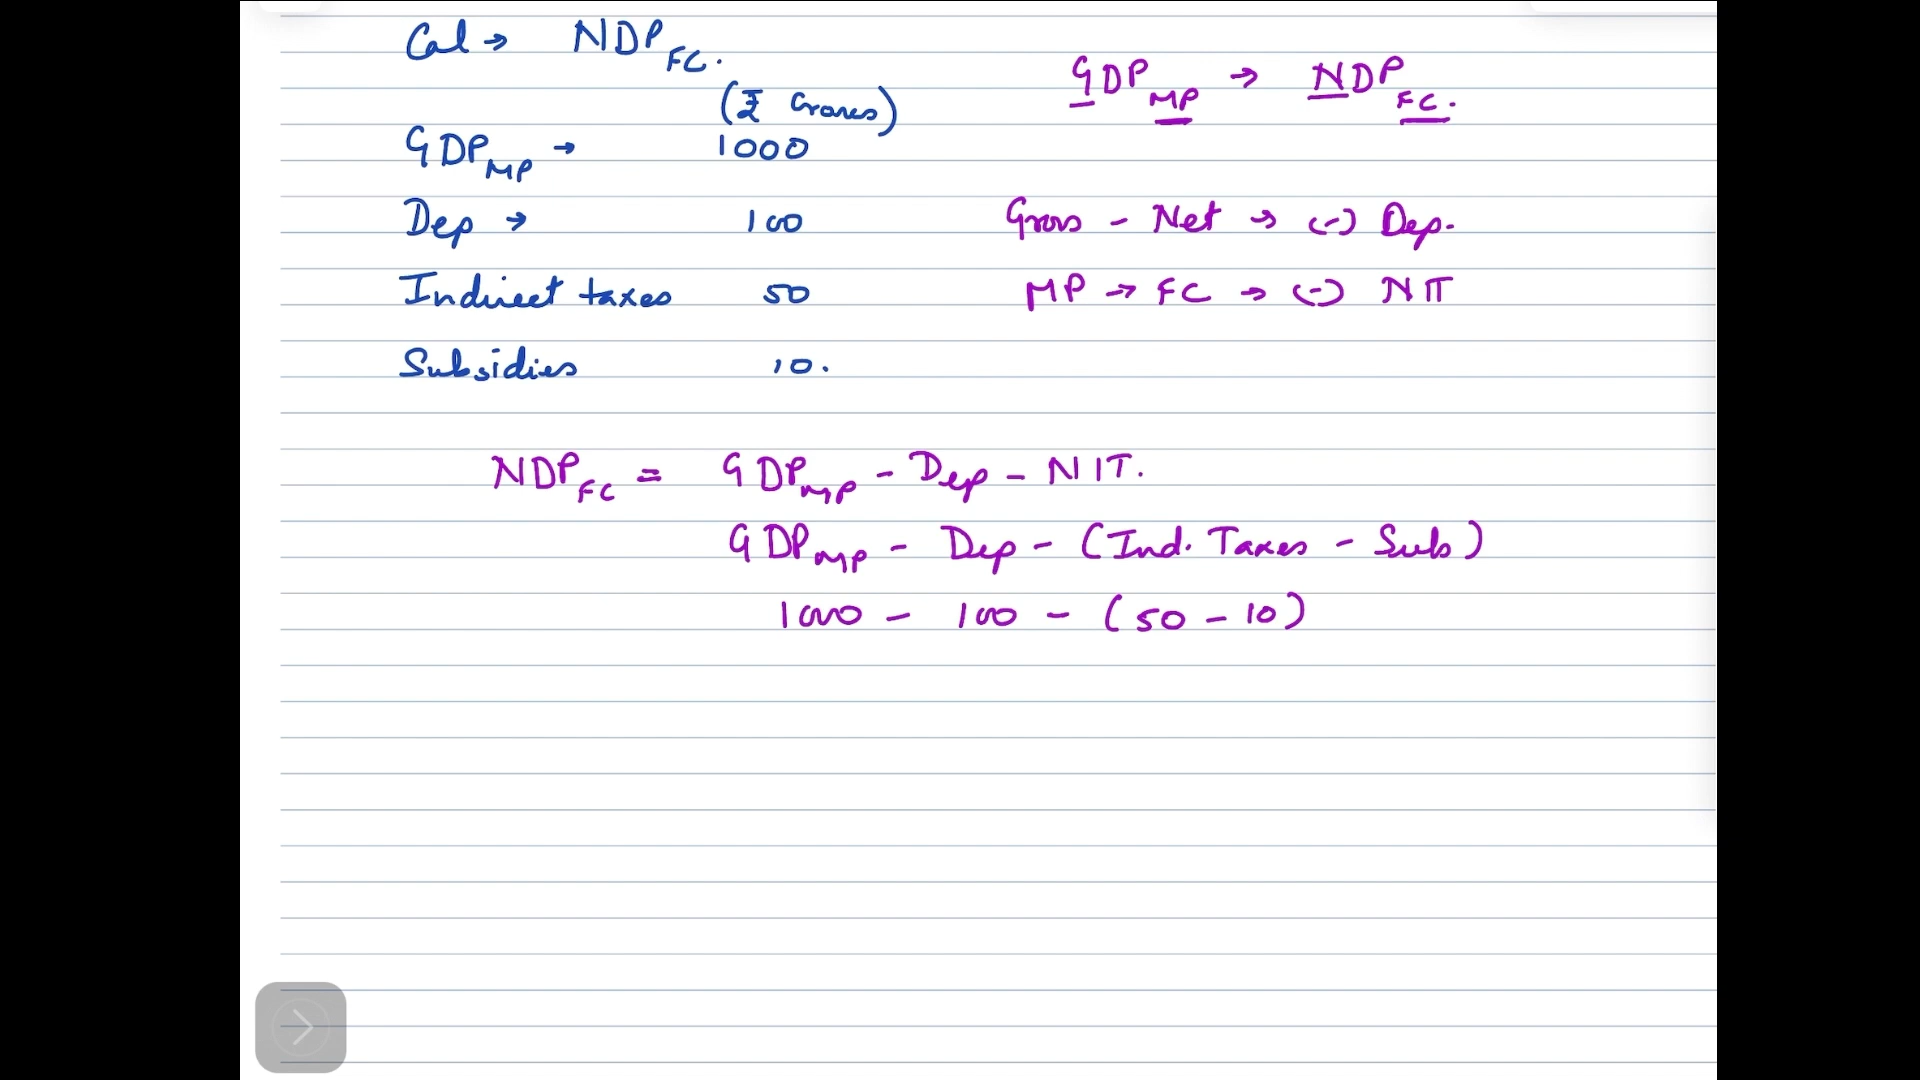 Cal → NDP FC.
(₹ Crores)
GDP MP → 1000
Dep → 100
Indirect taxes 50
Subsidies 10.
GDP MP → NDP FC.
Gross - Net → (-) Dep.
MP → FC → (-) NIT
NDP FC = GDP MP - Dep - NIT.
GDP MP - Dep - (Ind. Taxes - Sub)
1000 - 100 - (50 - 10)